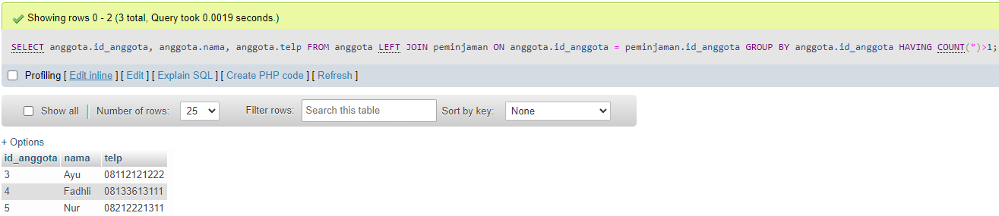 Showing rows 0 - 2 (3 total, Query took 0.0019 seconds.)
SELECT anggota.id_anggota, anggota.nama, anggota.telp FROM anggota LEFT JOIN peminjaman ON anggota.id_anggota = peminjaman.id_anggota GROUP BY anggota.id_anggota HAVING COUNT(*)>1;
Profiling [ Edit inline ] [ Edit ] [ Explain SQL ] [ Create PHP code ] [ Refresh ]
Show all Number of rows: 25 Filter rows: Search this table Sort by key: None
+ Options
id_anggota nama telp
3 Ayu 08112121222
4 Fadhli 08133613111
5 Nur 08212221311